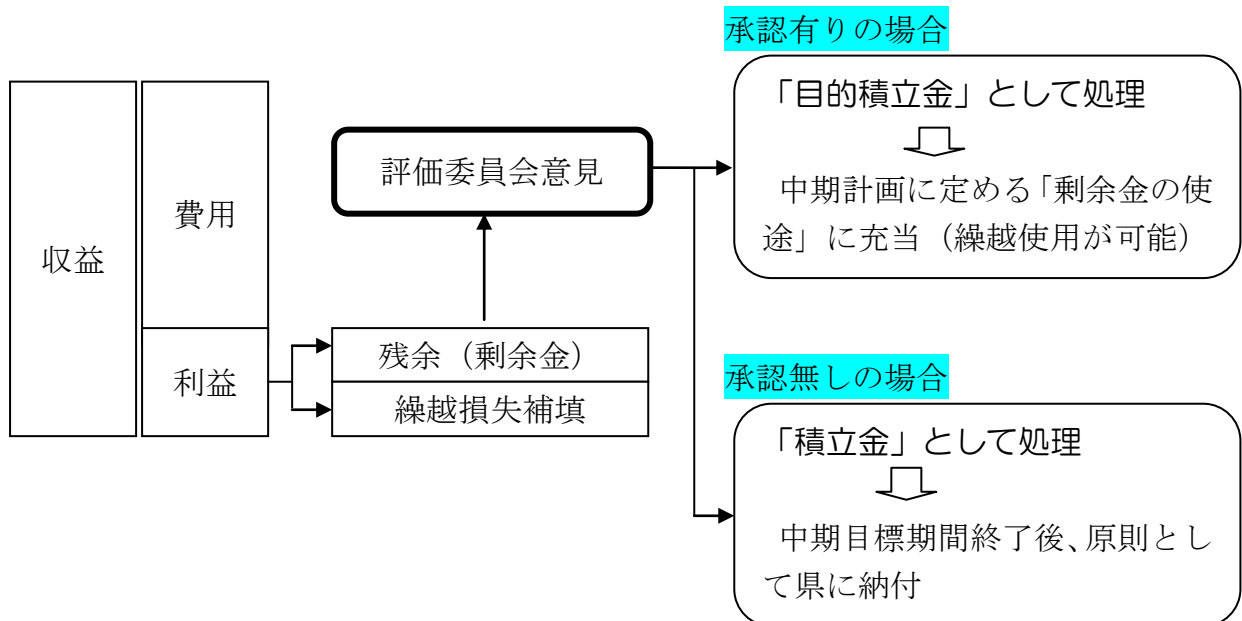 収益
費用
利益
残余（剰余金）
繰越損失補填
評価委員会意見
承認有りの場合
「目的積立金」として処理
中期計画に定める「剰余金の使
途」に充当（繰越使用が可能）
承認無しの場合
「積立金」として処理
中期目標期間終了後、原則とし
て県に納付